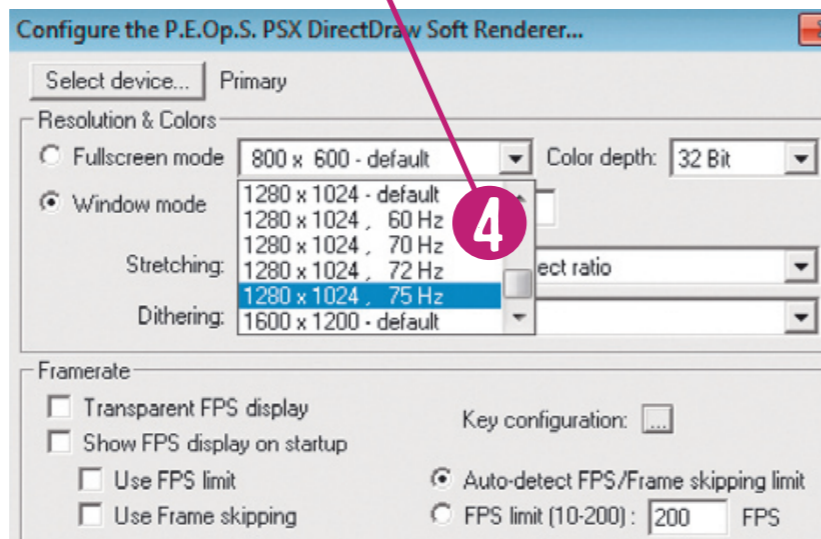 Configure the P.E.Op.S. PSX DirectDraw Soft Renderer...
Select device... Primary
Resolution & Colors
Fullscreen mode 800 x 600 - default Color depth: 32 Bit
Window mode
1280 x 1024 - default
1280 x 1024 , 60 Hz
1280 x 1024 , 70 Hz
1280 x 1024 , 72 Hz
1280 x 1024 , 75 Hz
1600 x 1200 - default
4
Stretching: ect ratio
Dithering:
Framerate
Transparent FPS display
Key configuration: ...
Show FPS display on startup
Use FPS limit Auto-detect FPS/Frame skipping limit
Use Frame skipping FPS limit (10-200) : 200 FPS